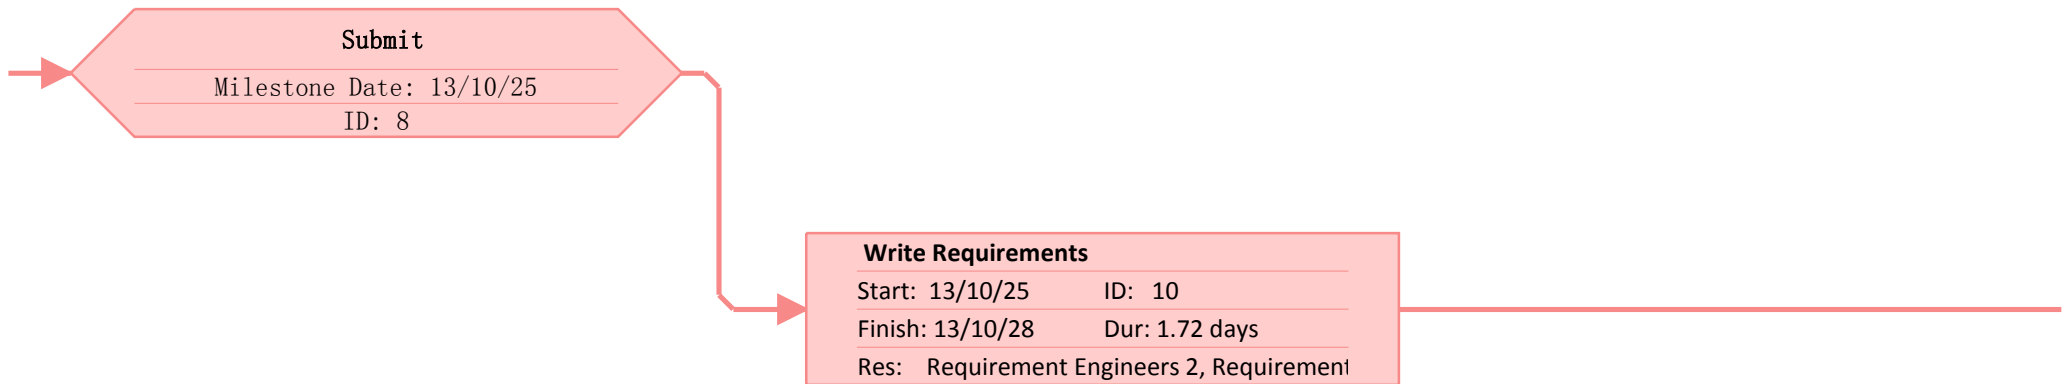 Submit
Milestone Date: 13/10/25
ID: 8
Write Requirements
Start: 13/10/25 ID: 10
Finish: 13/10/28 Dur: 1.72 days
Res: Requirement Engineers 2, Requirement